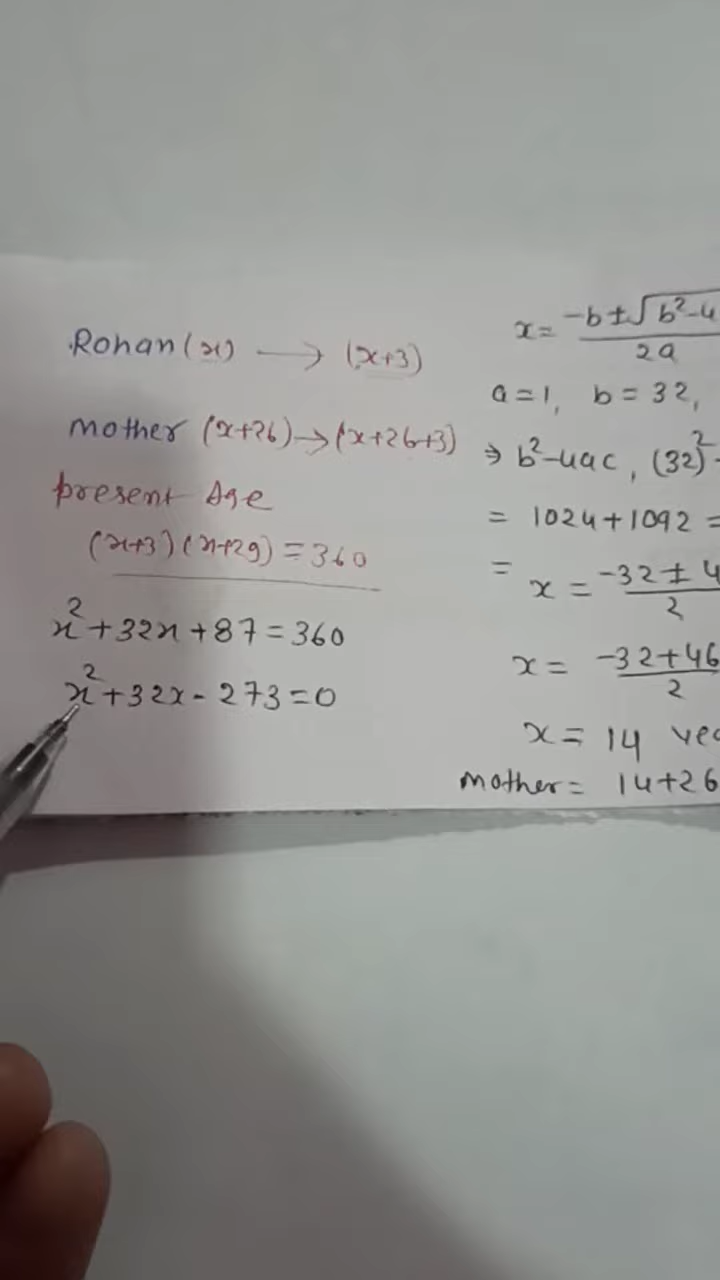 Rohan (x) → (x+3)
mother (x+26) → (x+26+3)
present Age
(x+3) (x+29) = 360
x² + 32x + 87 = 360
x² + 32x - 273 = 0
x = -b ± √b²-4
2a
a = 1, b = 32,
⇒ b²-4ac, (32)² -
= 1024 + 1092 =
= x = -32 ± 4
2
x = -32 + 46
2
x = 14
mother = 14+26